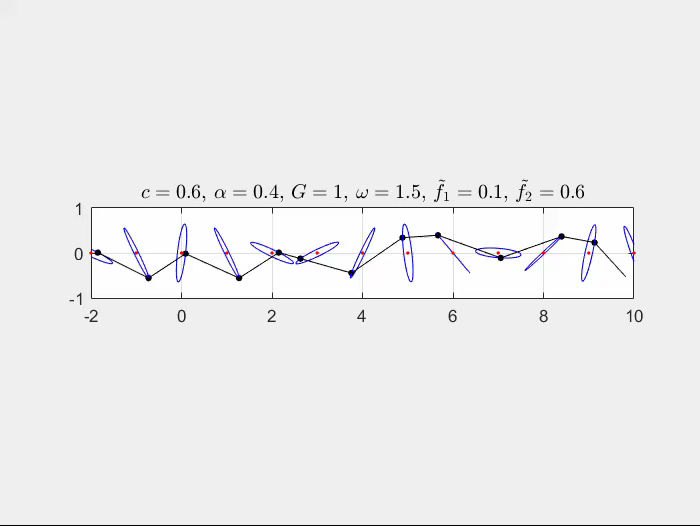 c = 0.6, α = 0.4, G = 1, ω = 1.5, f̃₁ = 0.1, f̃₂ = 0.6
1
0
-1
-2 0 2 4 6 8 10